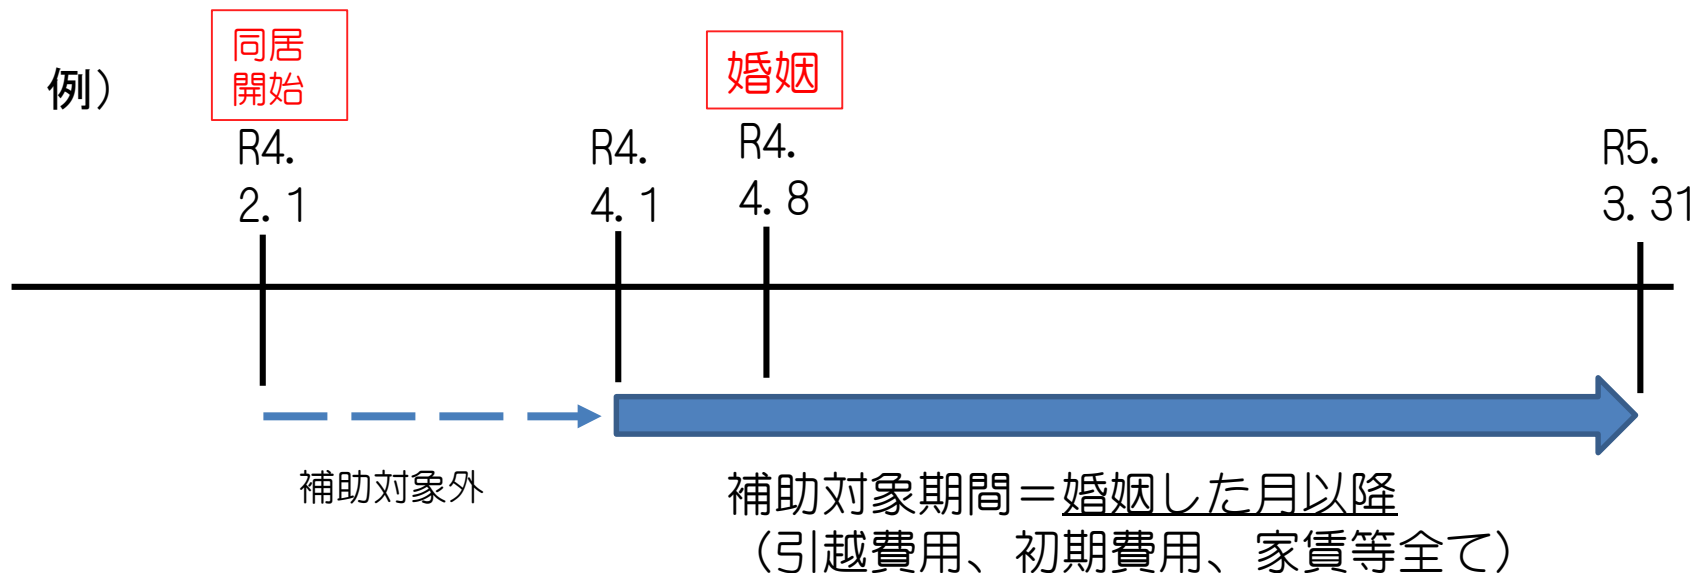 例）
同居
開始
婚姻
R4.
2.1
R4.
4.1
R4.
4.8
R5.
3.31
補助対象外
補助対象期間＝婚姻した月以降
（引越費用、初期費用、家賃等全て）